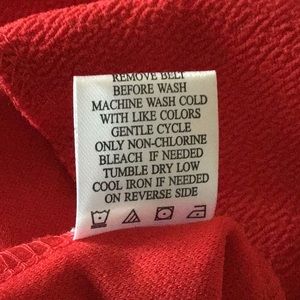 REMOVE BELT
BEFORE WASH
MACHINE WASH COLD
WITH LIKE COLORS
GENTLE CYCLE
ONLY NON-CHLORINE
BLEACH IF NEEDED
TUMBLE DRY LOW
COOL IRON IF NEEDED
ON REVERSE SIDE